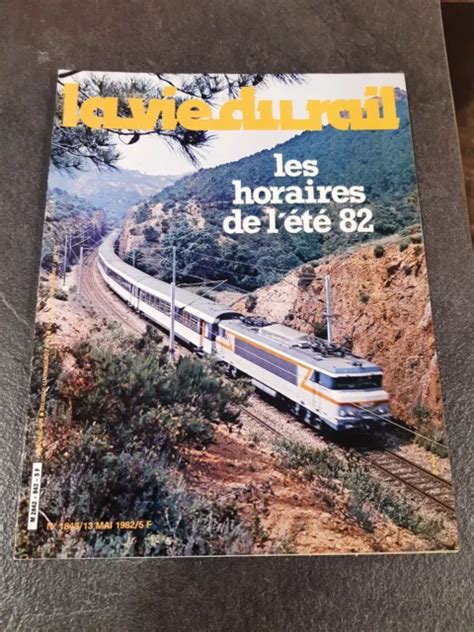 la vie du rail
les
horaires
de l'été 82
N° 1843/13 MAI 1982/5 F